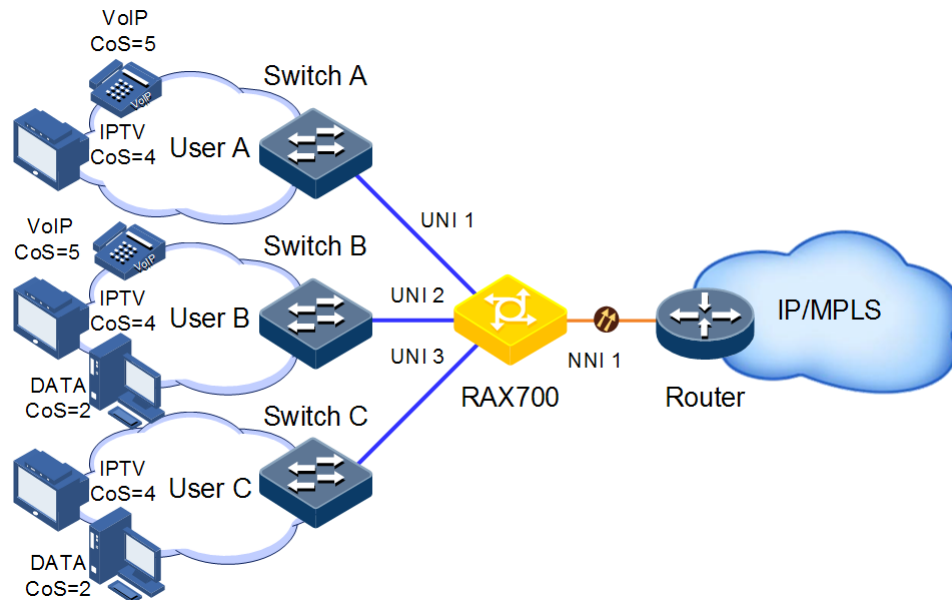 VoIP
CoS=5
Switch A
VoIP
IPTV
CoS=4
User A
UNI 1
VoIP
CoS=5
Switch B
VoIP
IPTV
CoS=4
User B
UNI 2
IP/MPLS
UNI 3
NNI 1
DATA
CoS=2
RAX700
Router
Switch C
IPTV
CoS=4
User C
DATA
CoS=2